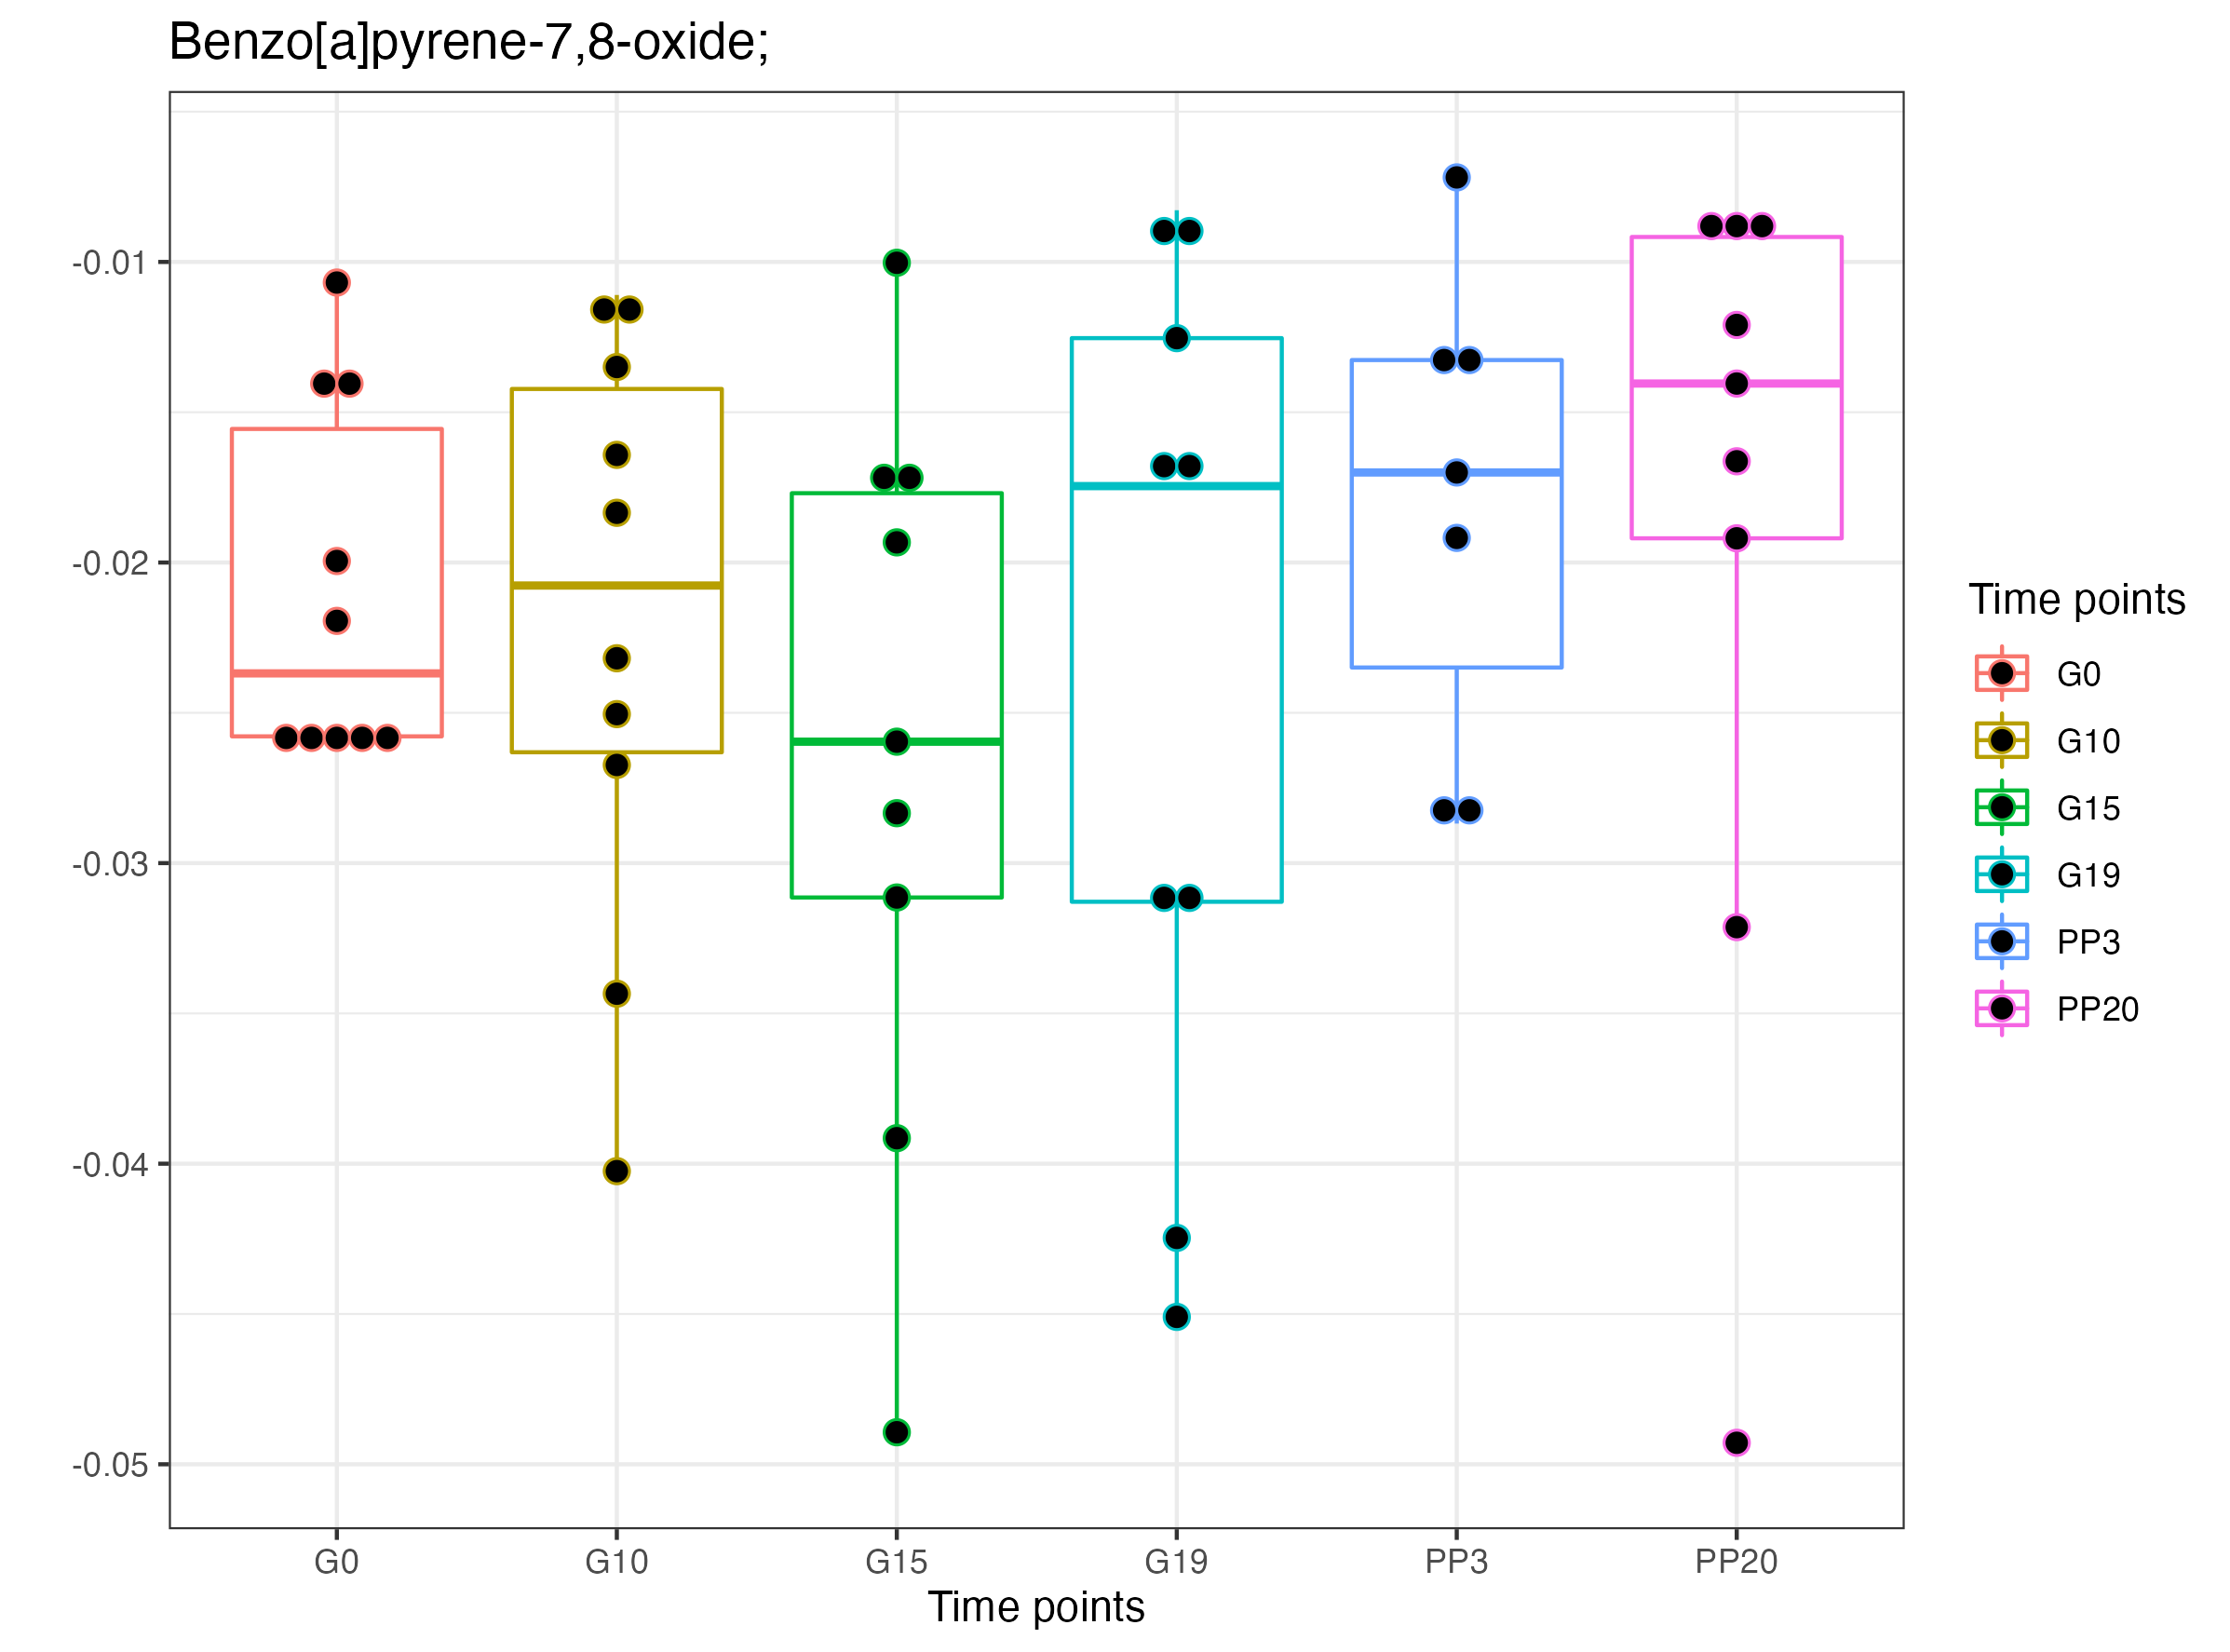 Benzo[a]pyrene-7,8-oxide;
-0.01
-0.02
-0.03
-0.04
-0.05
G0 G10 G15 G19 PP3 PP20
Time points
Time points
G0
G10
G15
G19
PP3
PP20